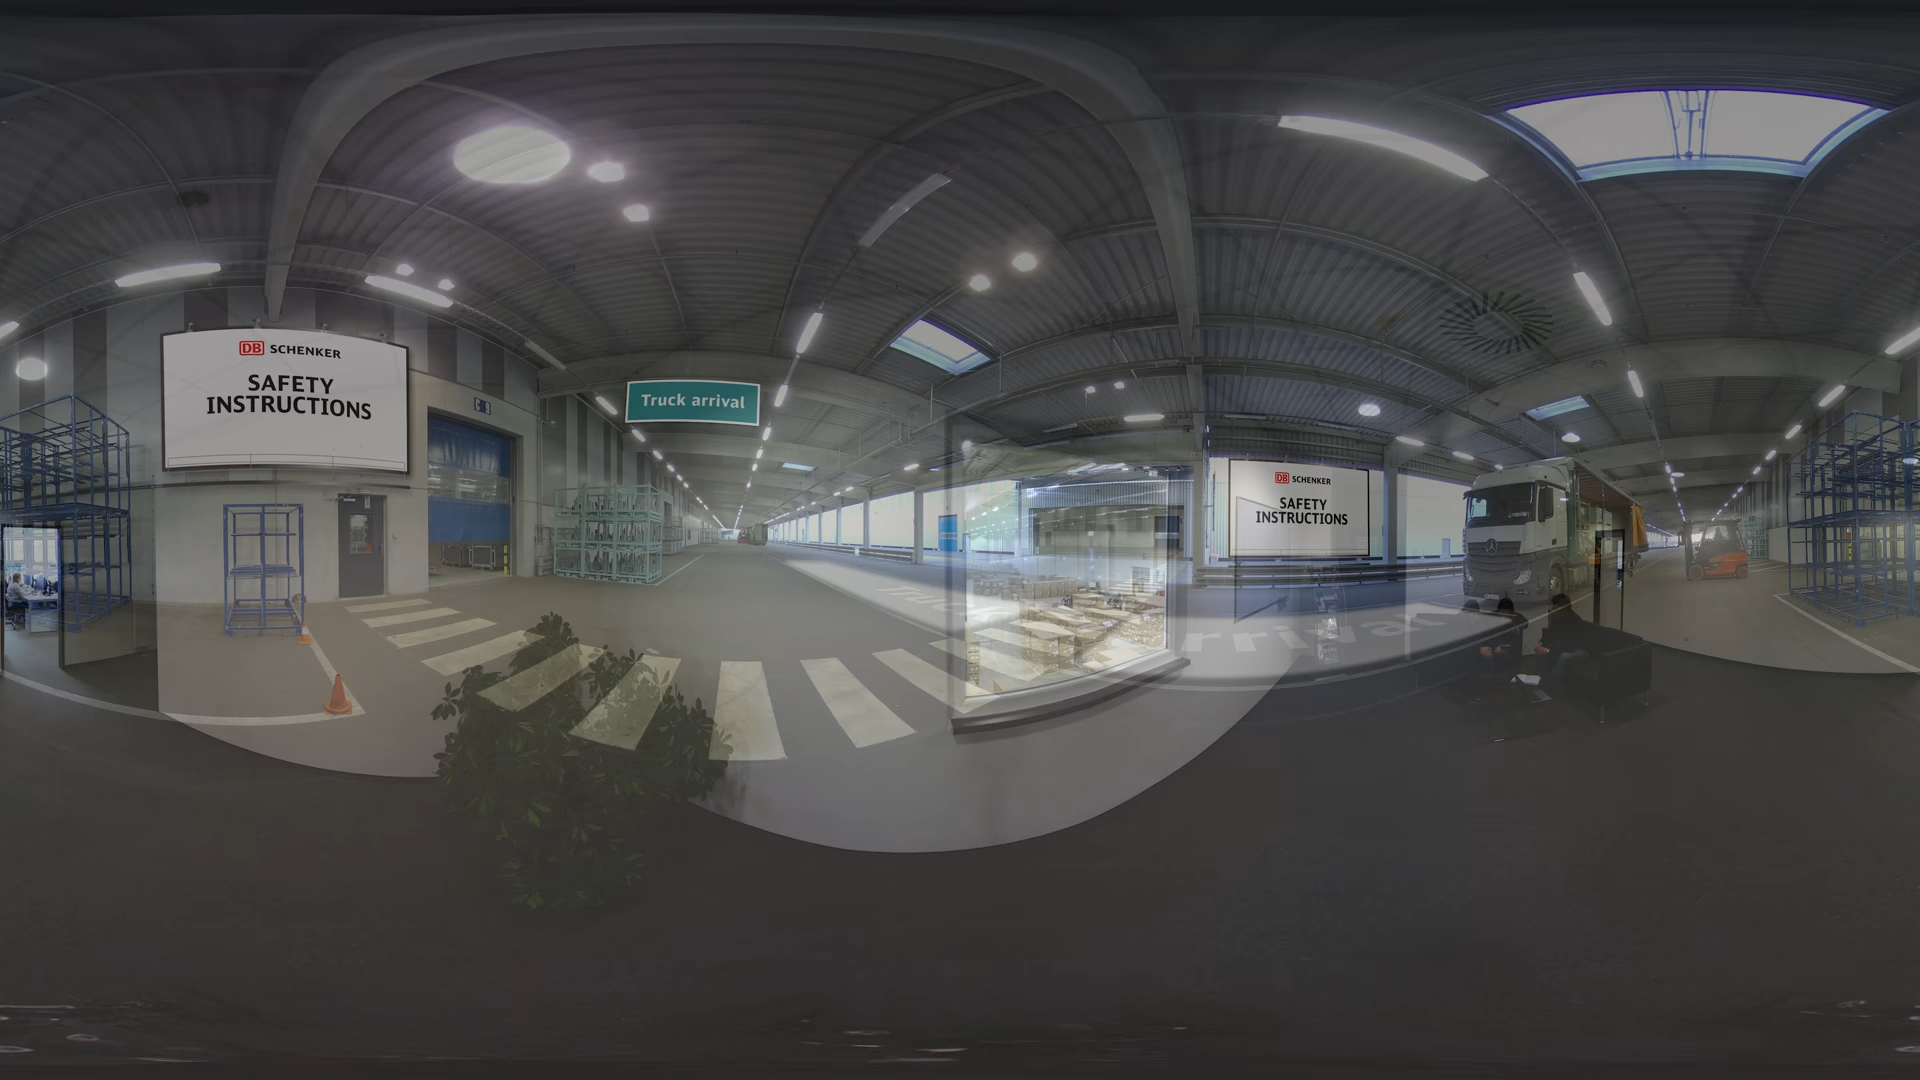 DB SCHENKER
SAFETY
INSTRUCTIONS
Truck arrival
DB SCHENKER
SAFETY
INSTRUCTIONS